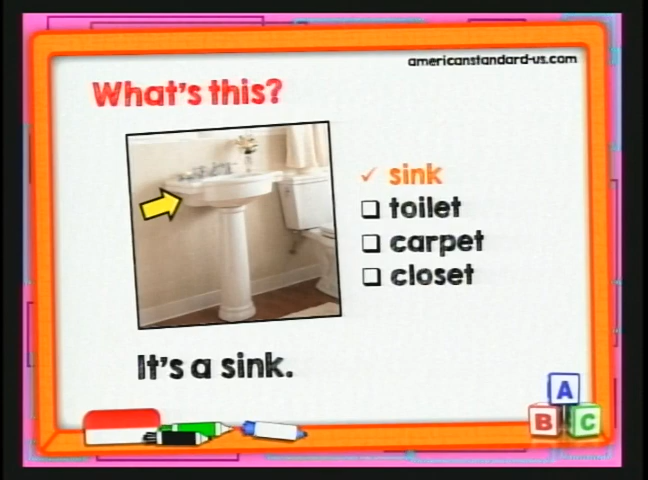 americanstandard-us.com
What's this?
sink
toilet
carpet
closet
It's a sink.
A
B C